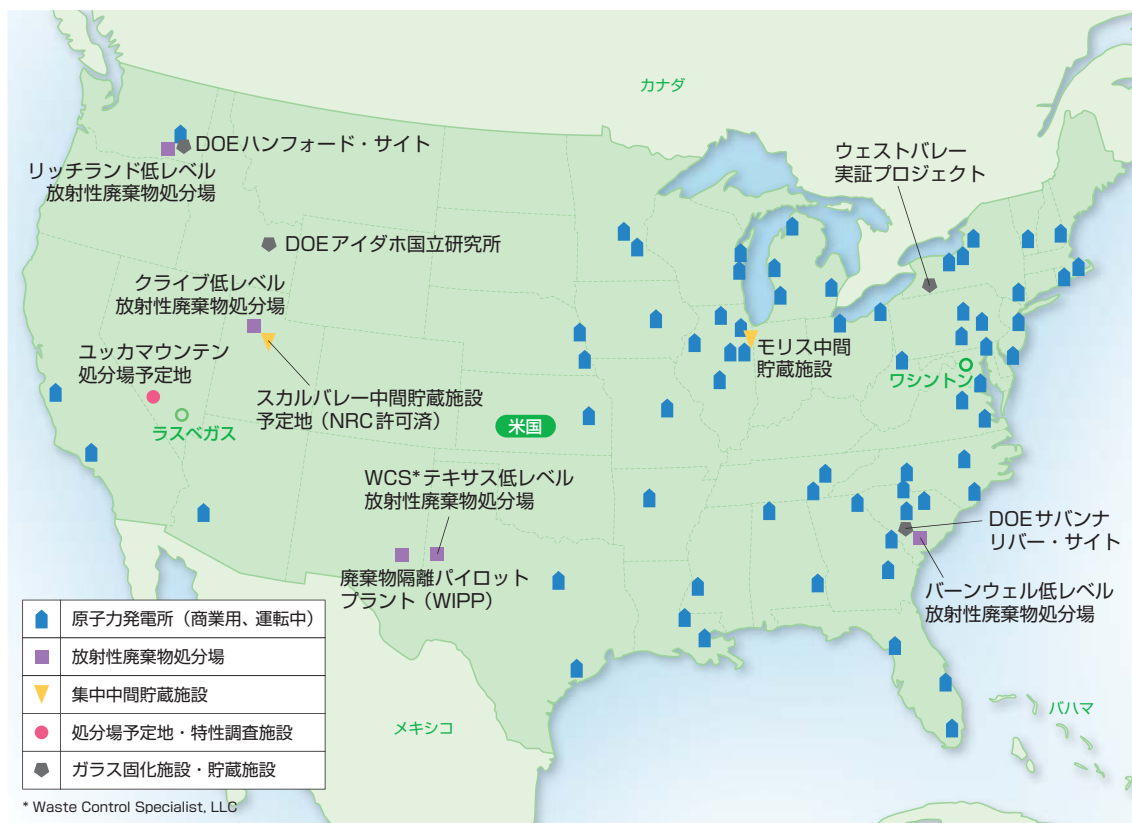 カナダ
DOEハンフォード・サイト
リッチランド低レベル
放射性廃棄物処分場
ウェストバレー
実証プロジェクト
DOEアイダホ国立研究所
クライブ低レベル
放射性廃棄物処分場
ユッカマウンテン
処分場予定地
モリス中間
貯蔵施設
ワシントン
スカルバレー中間貯蔵施設
予定地（NRC許可済）
ラスベガス
米国
WCS*テキサス低レベル
放射性廃棄物処分場
DOEサバンナ
リバー・サイト
廃棄物隔離パイロット
プラント（WIPP）
バーンウェル低レベル
放射性廃棄物処分場
原子力発電所（商業用、運転中）
放射性廃棄物処分場
集中中間貯蔵施設
処分場予定地・特性調査施設
ガラス固化施設・貯蔵施設
メキシコ
バハマ
* Waste Control Specialist, LLC